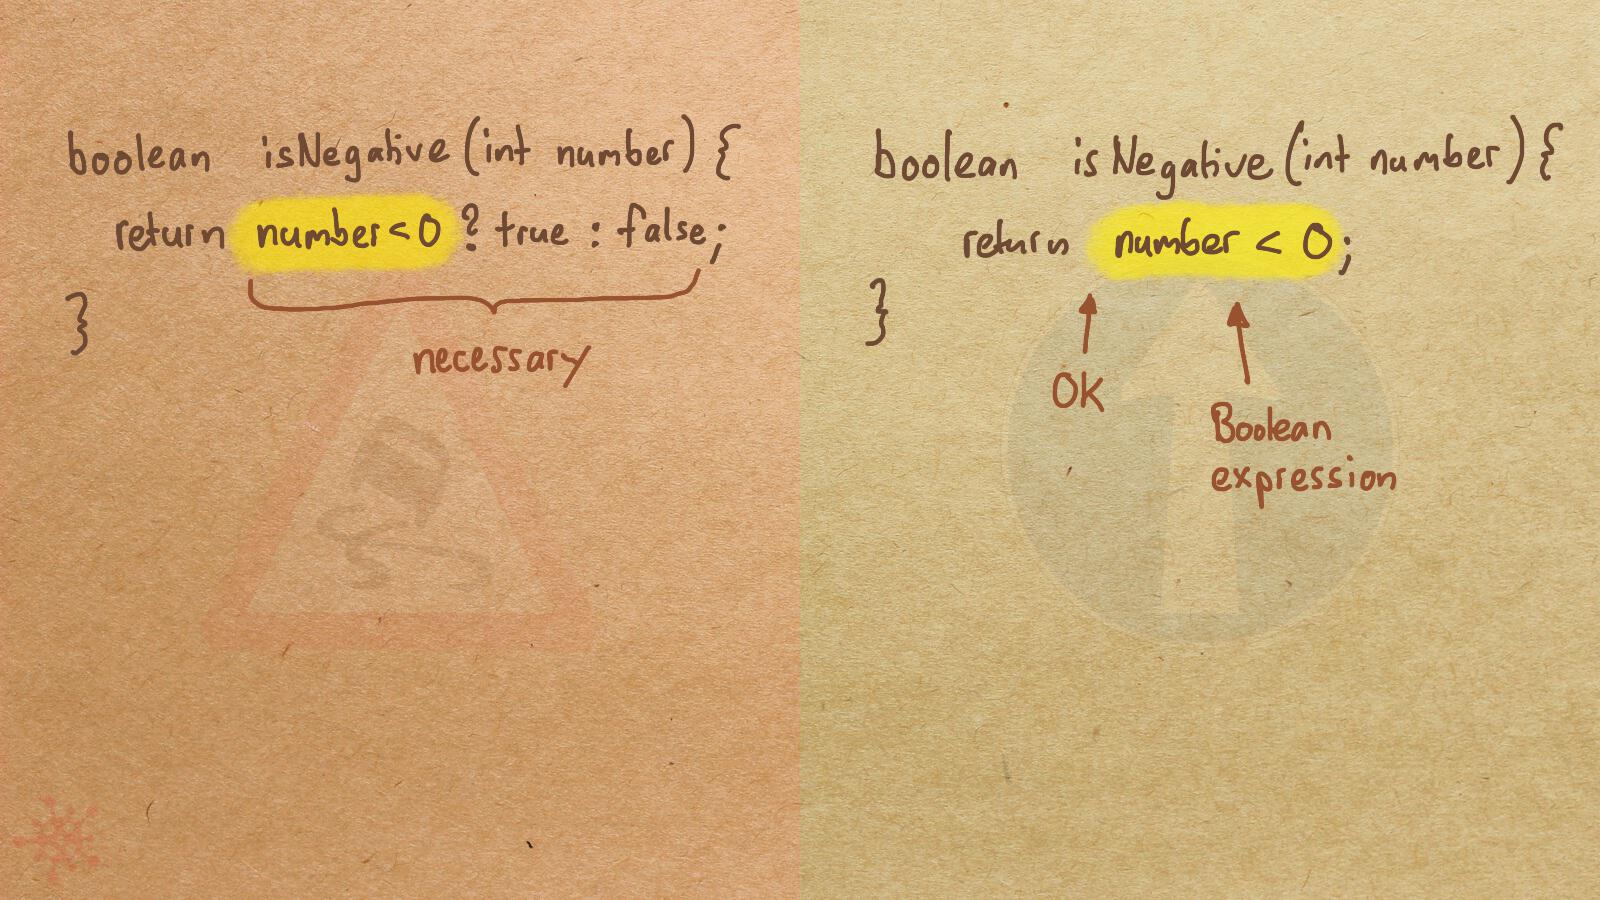 boolean isNegative(int number) {
return number<0 ? true : false;
}
necessary
boolean isNegative(int number) {
return number < 0;
}
OK
Boolean
expression